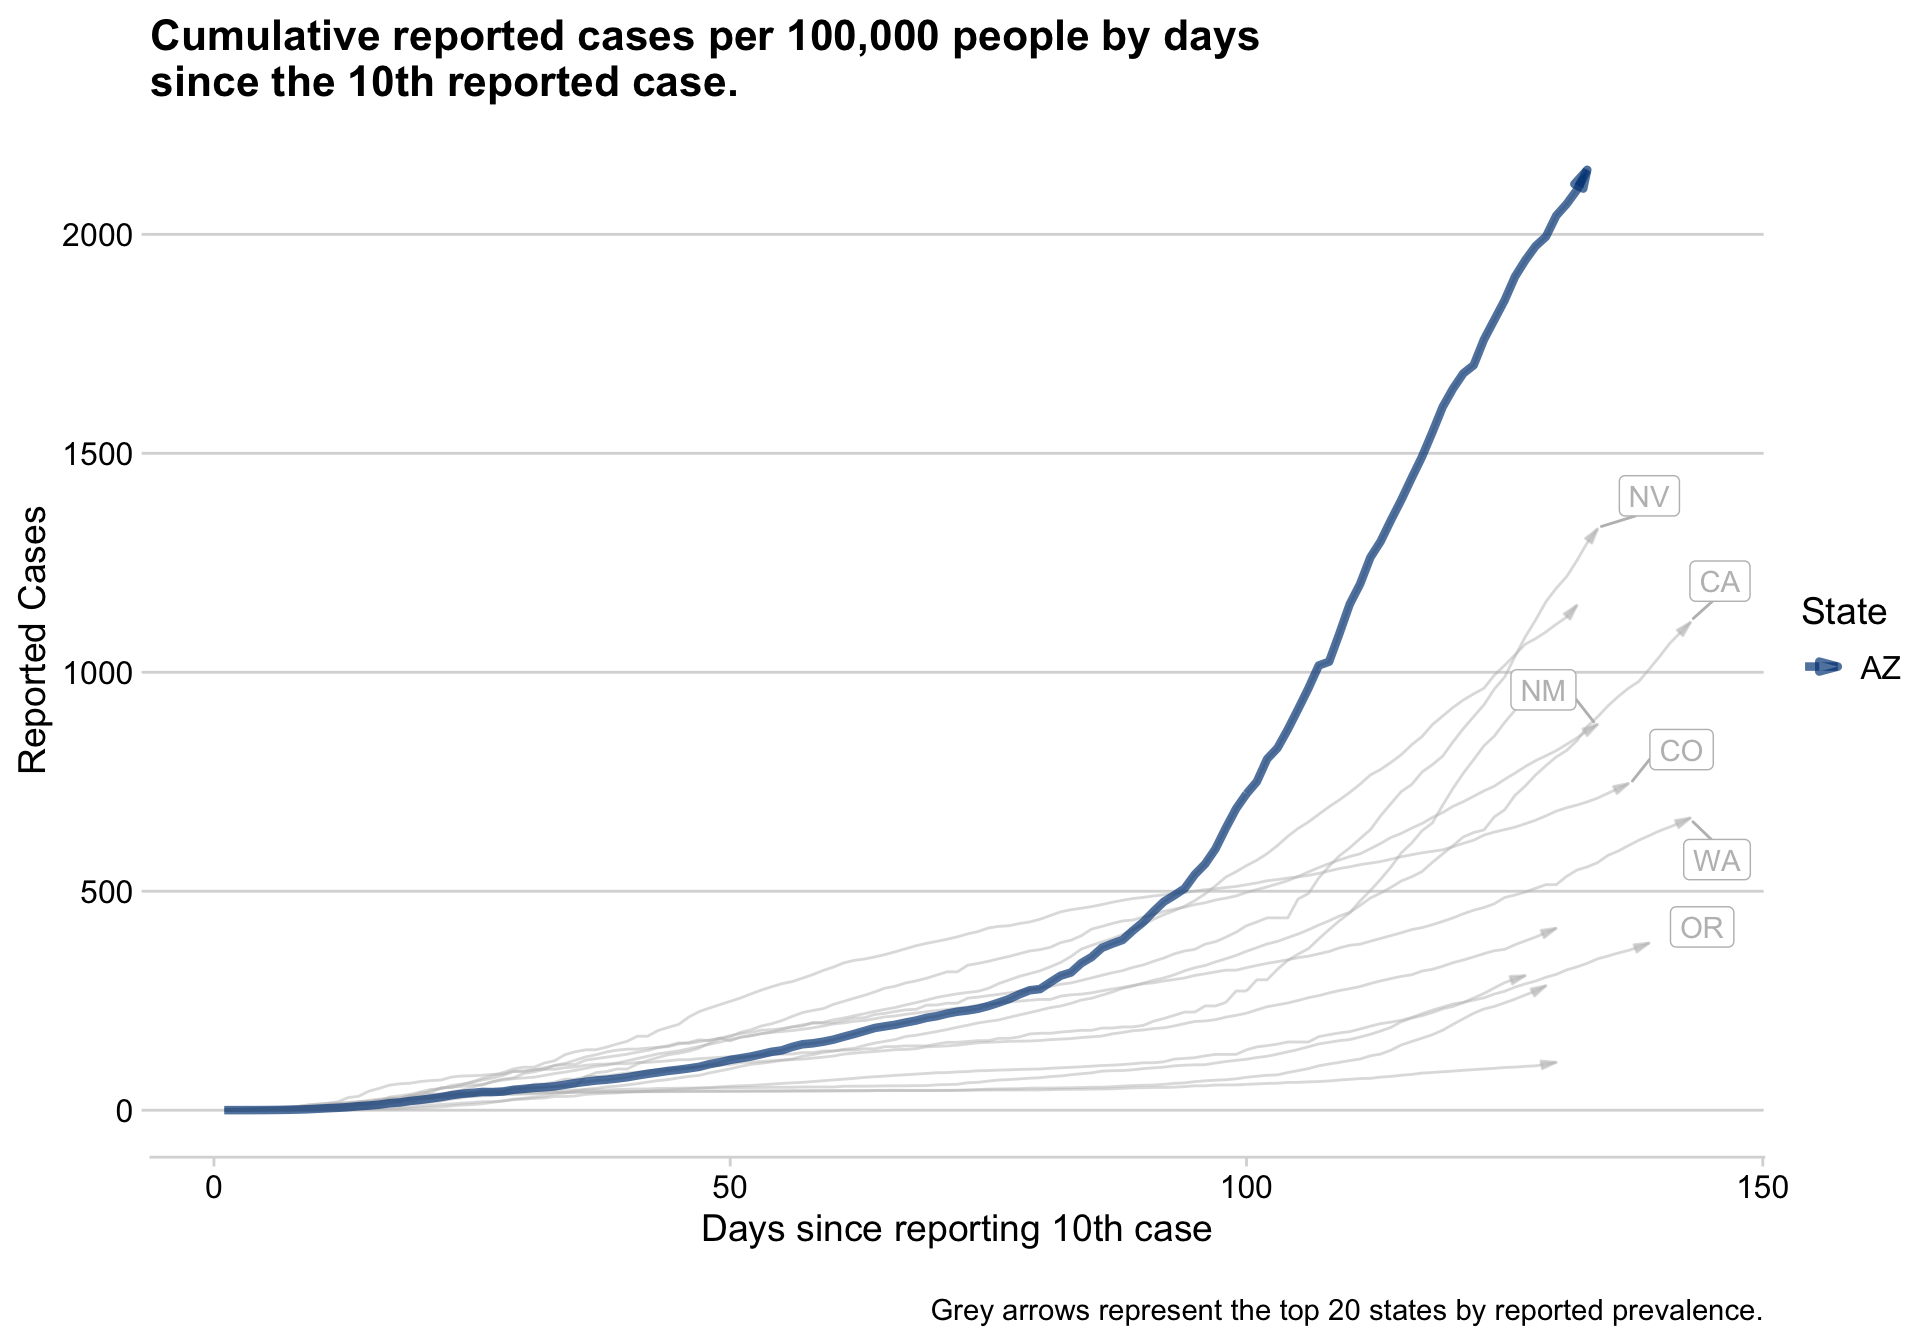 Cumulative reported cases per 100,000 people by days
since the 10th reported case.
Reported Cases
2000
1500
1000
500
0
NV
CA
NM
CO
WA
OR
State
AZ
0
50
100
150
Days since reporting 10th case
Grey arrows represent the top 20 states by reported prevalence.